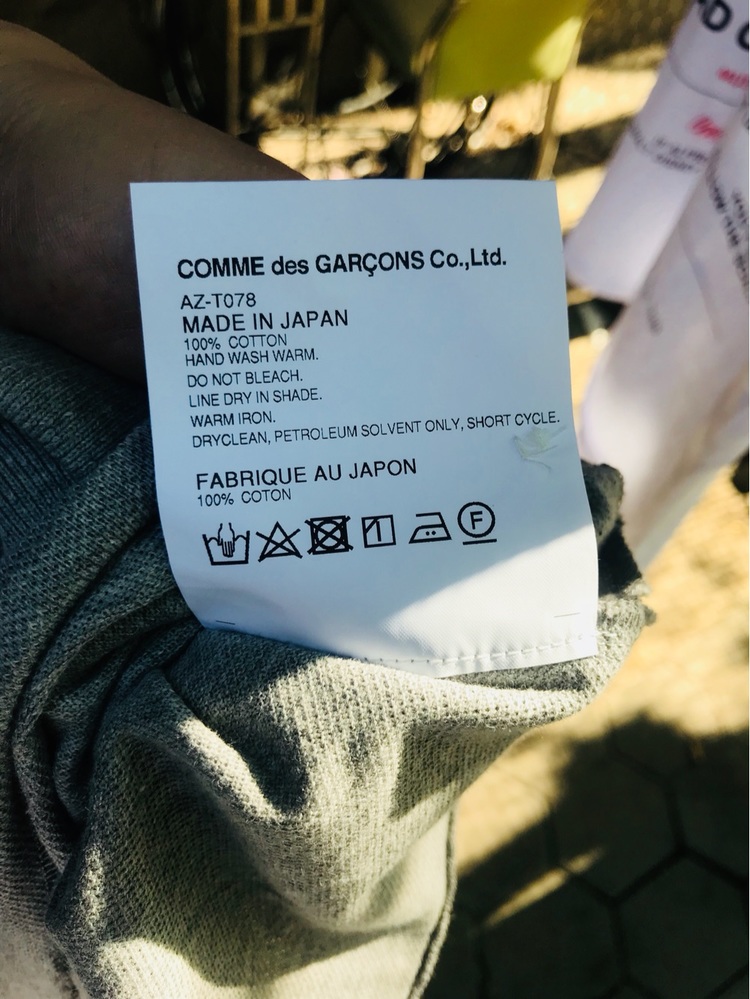 COMME des GARÇONS Co.,Ltd.
AZ-T078
MADE IN JAPAN
100% COTTON
HAND WASH WARM.
DO NOT BLEACH.
LINE DRY IN SHADE.
WARM IRON.
DRYCLEAN, PETROLEUM SOLVENT ONLY, SHORT CYCLE.
FABRIQUE AU JAPON
100% COTON
F